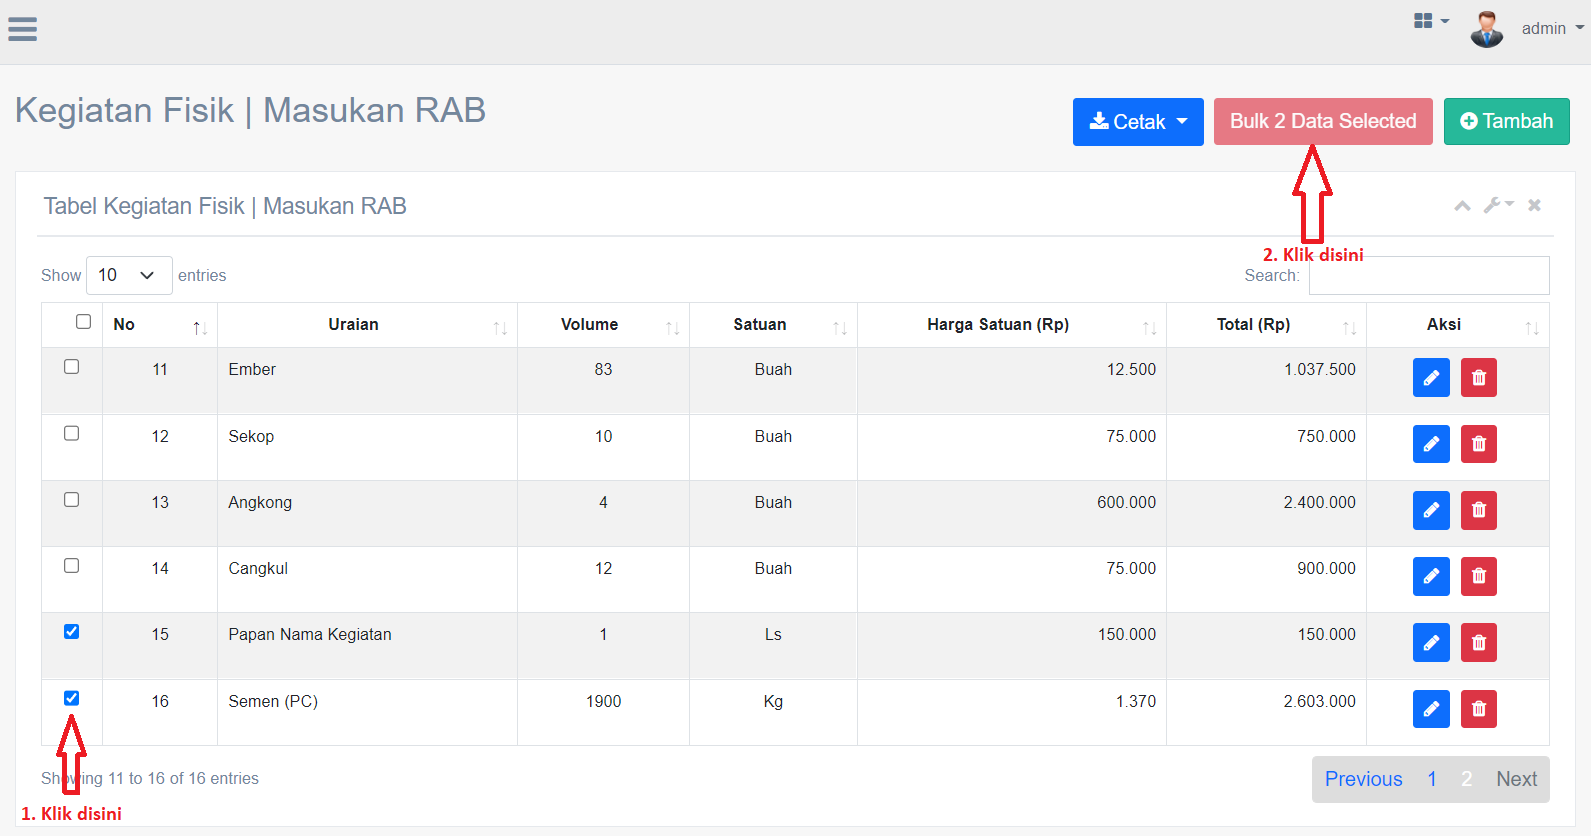 admin
Kegiatan Fisik | Masukan RAB
Cetak
Bulk 2 Data Selected
Tambah
Tabel Kegiatan Fisik | Masukan RAB
2. Klik disini
Show 10 entries
Search:
No Uraian Volume Satuan Harga Satuan (Rp) Total (Rp) Aksi
11 Ember 83 Buah 12.500 1.037.500
12 Sekop 10 Buah 75.000 750.000
13 Angkong 4 Buah 600.000 2.400.000
14 Cangkul 12 Buah 75.000 900.000
15 Papan Nama Kegiatan 1 Ls 150.000 150.000
16 Semen (PC) 1900 Kg 1.370 2.603.000
Showing 11 to 16 of 16 entries
Previous 1 2 Next
1. Klik disini